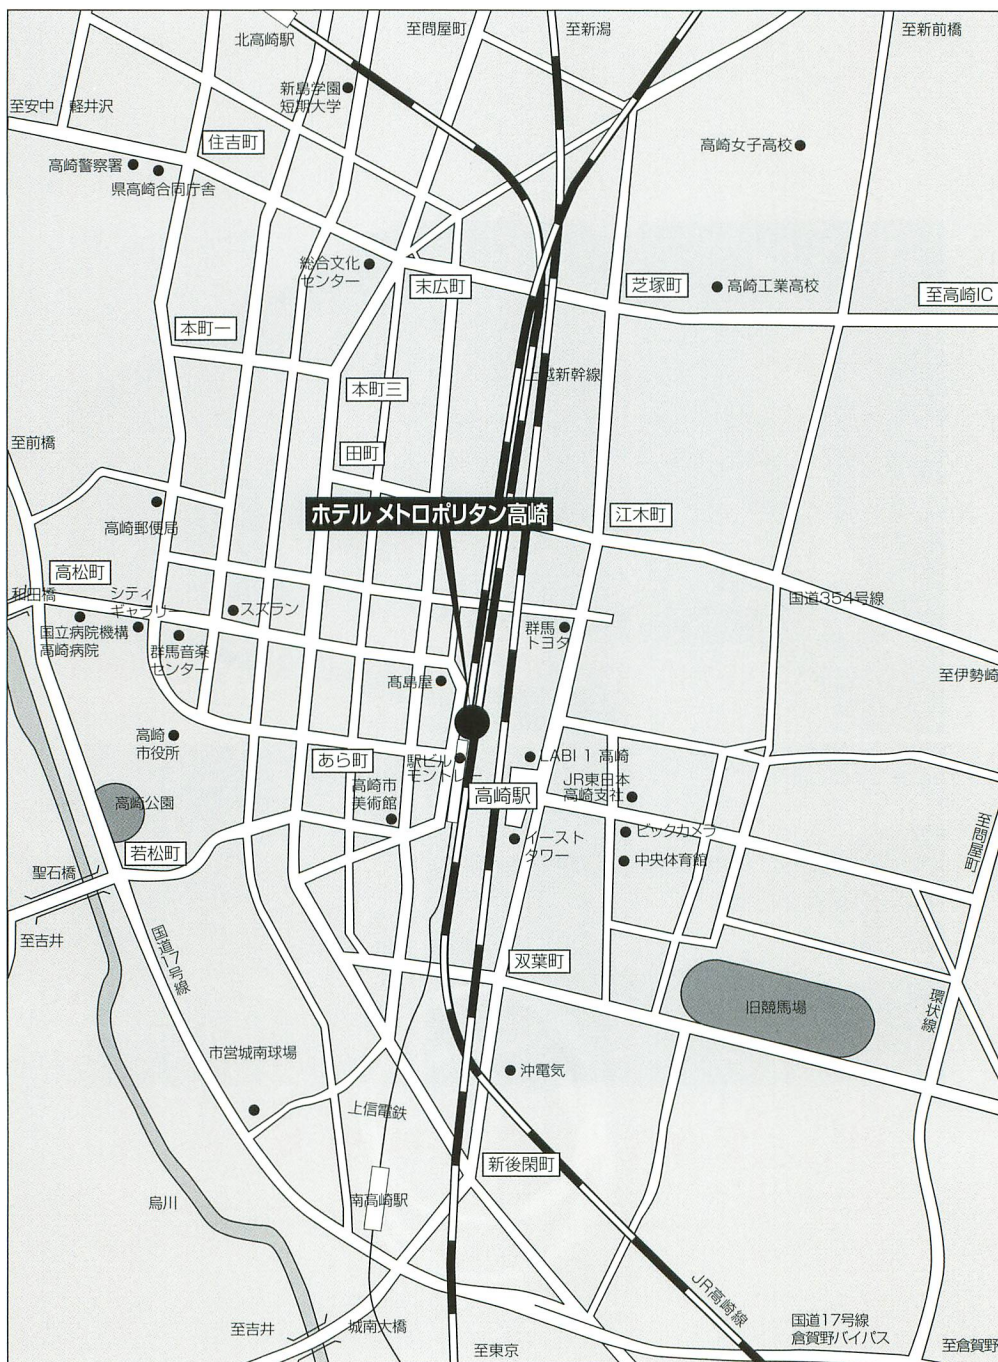 北高崎駅
至問屋町
至新潟
至新前橋
新島学園
短期大学
至安中・軽井沢
住吉町
高崎女子高校
高崎警察署
県高崎合同庁舎
総合文化
センター
末広町
芝塚町
高崎工業高校
至高崎IC
本町一
上越新幹線
本町三
至前橋
田町
ホテル メトロポリタン高崎
高崎郵便局
江木町
高松町
和田橋
シティ
ギャラリー
スズラン
国道354号線
国立病院機構
高崎病院
群馬音楽
センター
群馬
トヨタ
至伊勢崎
髙島屋
高崎
市役所
あら町
駅ビル
モントレー
LABI 1 高崎
高崎市
美術館
高崎駅
JR東日本
高崎支社
高崎公園
至問屋町
若松町
イースト
タワー
ビックカメラ
中央体育館
聖石橋
至吉井
国道17号線
双葉町
旧競馬場
環状線
市営城南球場
沖電気
上信電鉄
新後閑町
烏川
南高崎駅
JR高崎線
至吉井
城南大橋
至東京
国道17号線
倉賀野バイパス
至倉賀野